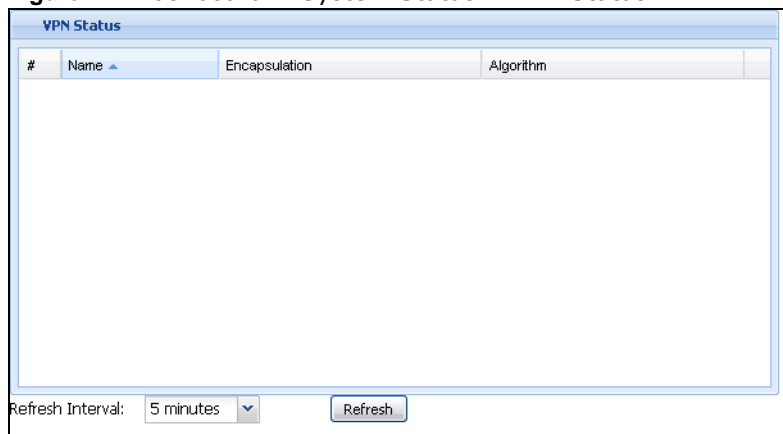 VPN Status
# Name Encapsulation Algorithm
Refresh Interval: 5 minutes Refresh